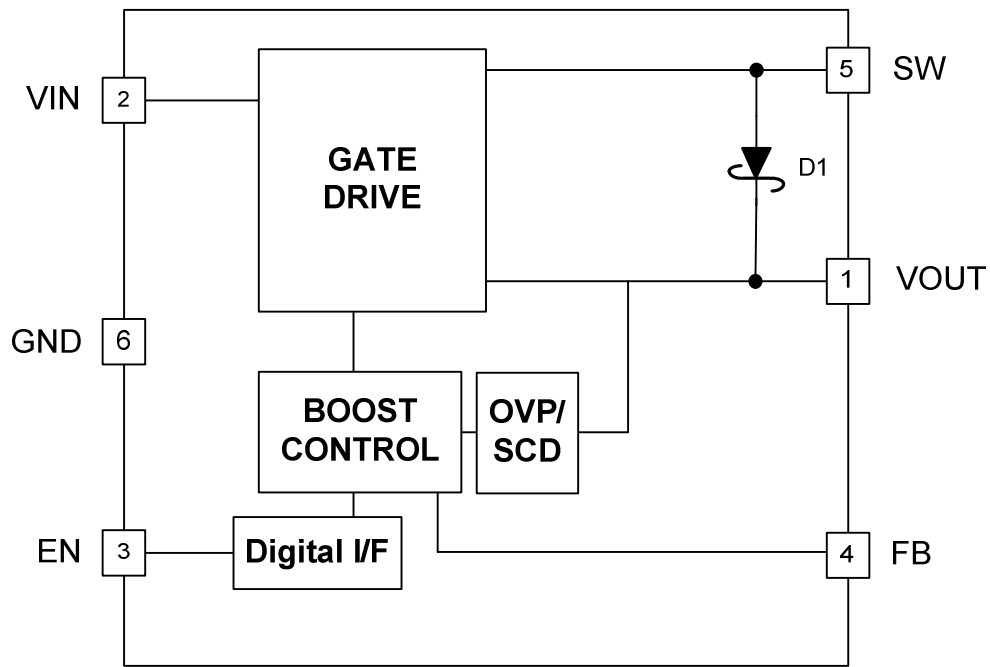 SW
5
VIN
2
GATE
DRIVE
D1
VOUT
1
GND
6
BOOST
CONTROL
OVP/
SCD
EN
3
Digital I/F
4
FB